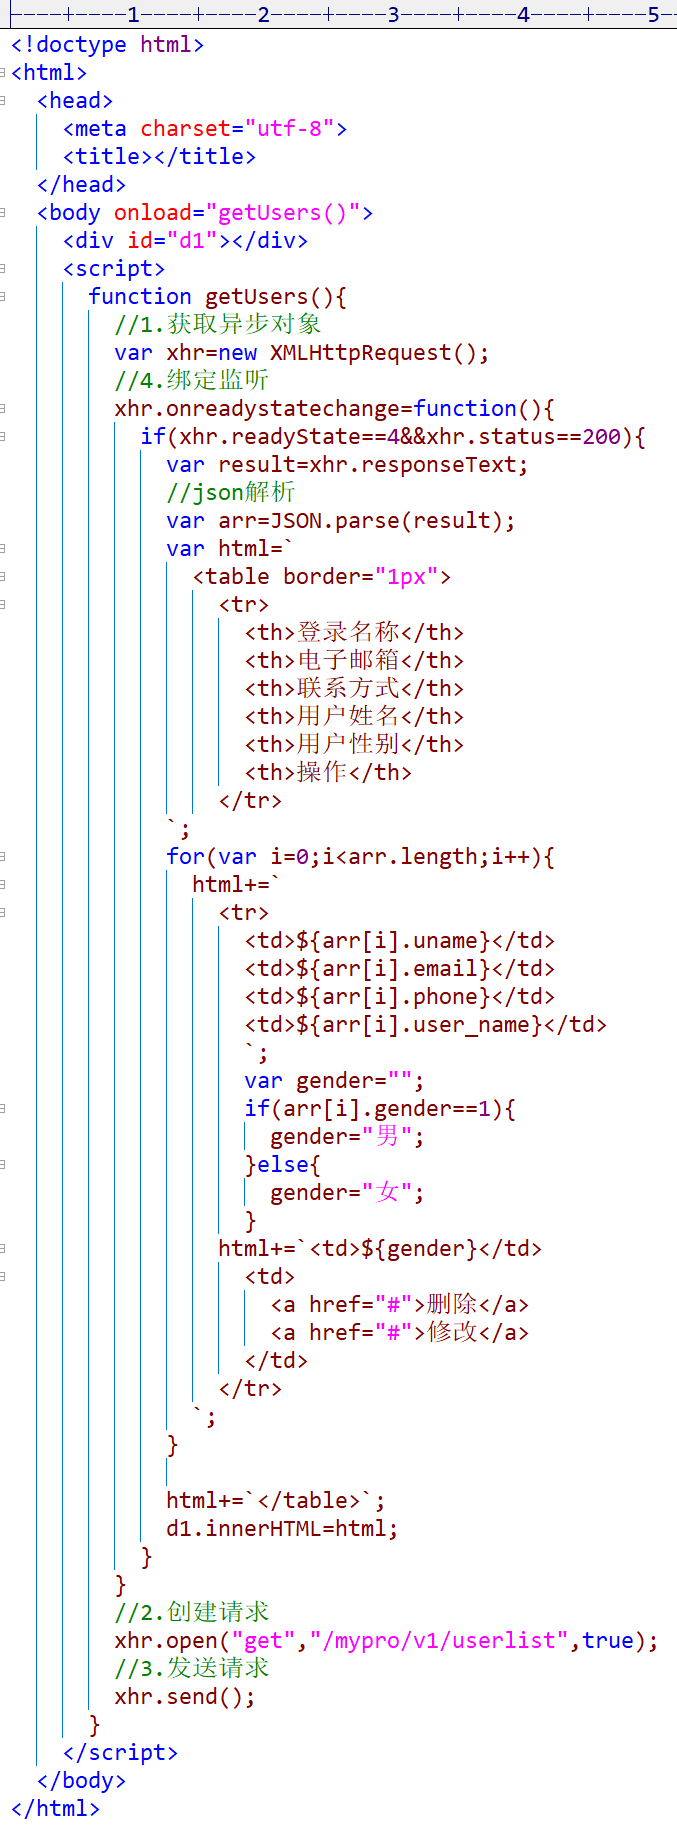 ----+----1----+----2----+----3----+----4----+----5--
<!doctype html>
<html>
<head>
<meta charset="utf-8">
<title></title>
</head>
<body onload="getUsers()">
<div id="d1"></div>
<script>
function getUsers(){
//1.获取异步对象
var xhr=new XMLHttpRequest();
//4.绑定监听
xhr.onreadystatechange=function(){
if(xhr.readyState==4&&xhr.status==200){
var result=xhr.responseText;
//json解析
var arr=JSON.parse(result);
var html=`
<table border="1px">
<tr>
<th>登录名称</th>
<th>电子邮箱</th>
<th>联系方式</th>
<th>用户姓名</th>
<th>用户性别</th>
<th>操作</th>
</tr>
`;
for(var i=0;i<arr.length;i++){
html+=`
<tr>
<td>${arr[i].uname}</td>
<td>${arr[i].email}</td>
<td>${arr[i].phone}</td>
<td>${arr[i].user_name}</td>
`;
var gender="";
if(arr[i].gender==1){
gender="男";
}else{
gender="女";
}
html+=`<td>${gender}</td>
<td>
<a href="#">删除</a>
<a href="#">修改</a>
</td>
</tr>
`;
}
html+=`</table>`;
d1.innerHTML=html;
}
}
//2.创建请求
xhr.open("get","/mypro/v1/userlist",true);
//3.发送请求
xhr.send();
}
</script>
</body>
</html>